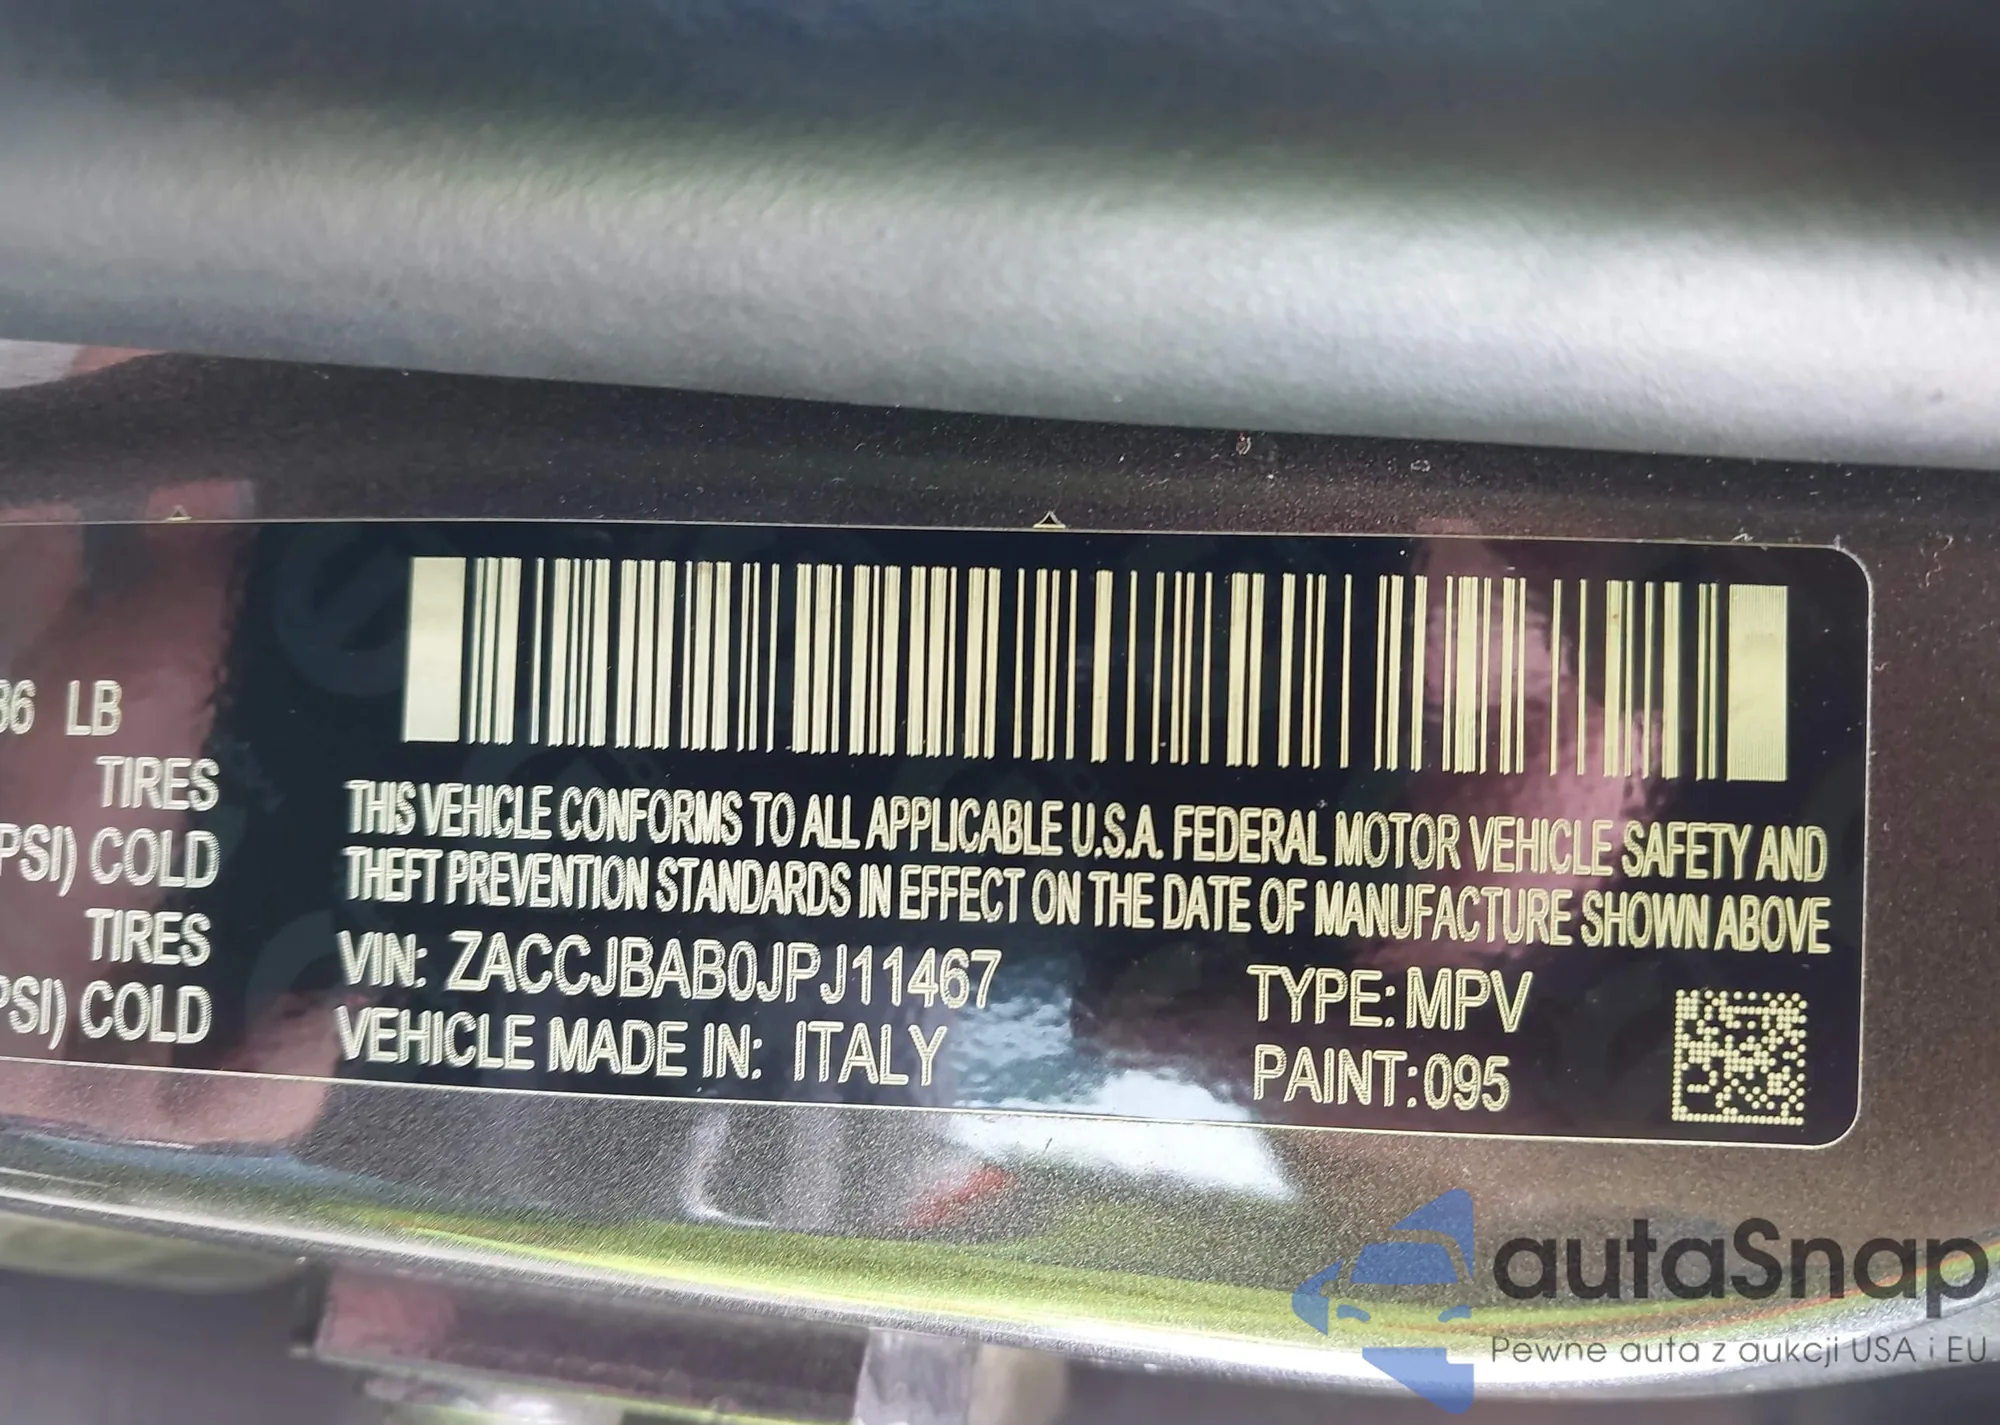 86 LB
TIRES
PSI) COLD
TIRES
PSI) COLD
THIS VEHICLE CONFORMS TO ALL APPLICABLE U.S.A. FEDERAL MOTOR VEHICLE SAFETY AND
THEFT PREVENTION STANDARDS IN EFFECT ON THE DATE OF MANUFACTURE SHOWN ABOVE
VIN: ZACCJBAB0JPJ11467
TYPE: MPV
VEHICLE MADE IN: ITALY
PAINT: 095
autaSnap
Pewne auta z aukcji USA i EU